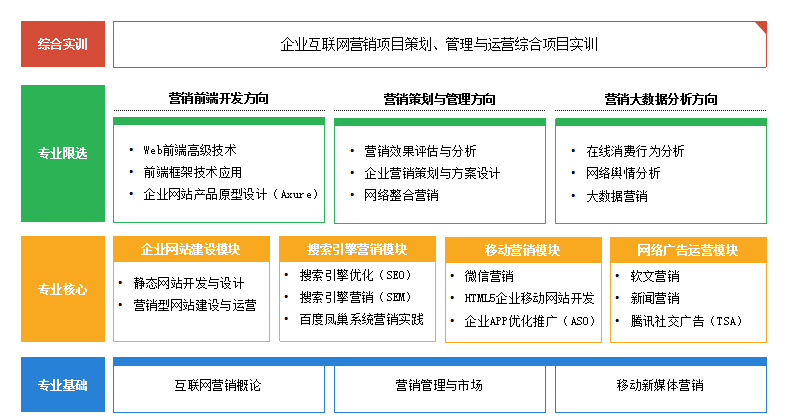 综合实训
企业互联网营销项目策划、管理与运营综合项目实训
专业限选
营销前端开发方向
• Web前端高级技术
• 前端框架技术应用
• 企业网站产品原型设计（Axure）
营销策划与管理方向
• 营销效果评估与分析
• 企业营销策划与方案设计
• 网络整合营销
营销大数据分析方向
• 在线消费行为分析
• 网络舆情分析
• 大数据营销
专业核心
企业网站建设模块
• 静态网站开发与设计
• 营销型网站建设与运营
搜索引擎营销模块
• 搜索引擎优化（SEO）
• 搜索引擎营销（SEM）
• 百度凤巢系统营销实践
移动营销模块
• 微信营销
• HTML5企业移动网站开发
• 企业APP优化推广（ASO）
网络广告运营模块
• 软文营销
• 新闻营销
• 腾讯社交广告（TSA）
专业基础
互联网营销概论
营销管理与市场
移动新媒体营销